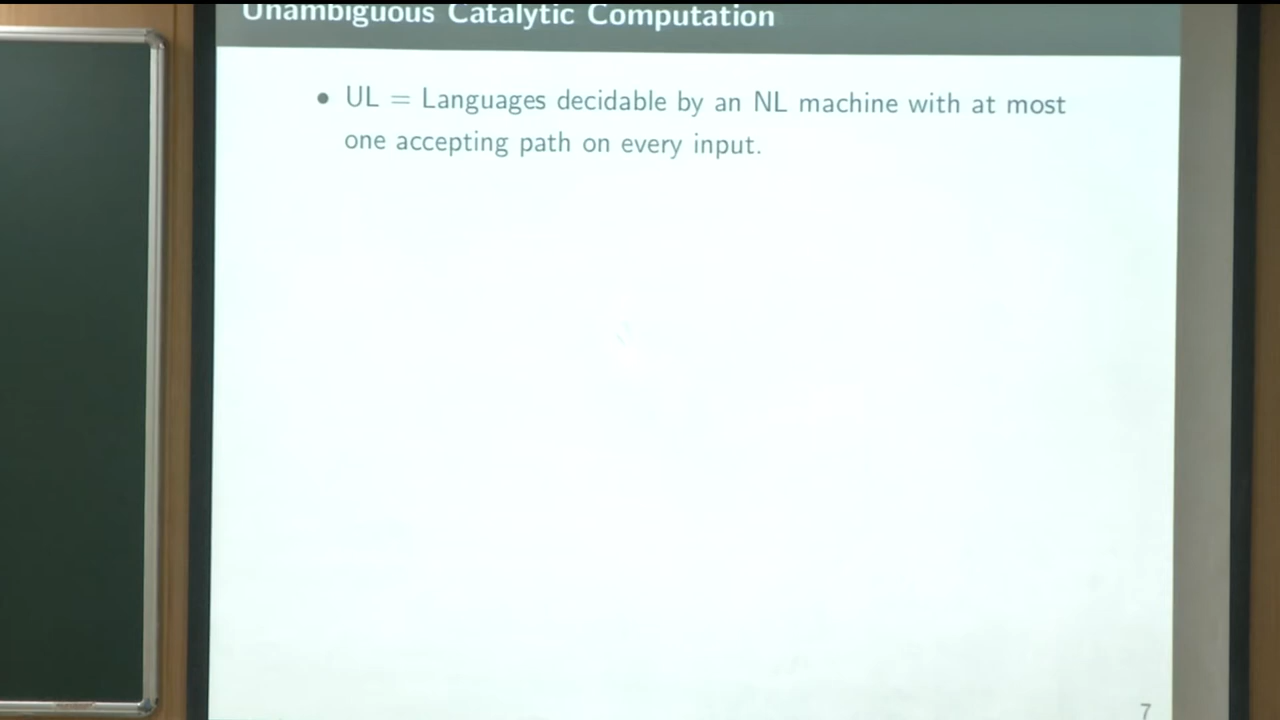 Unambiguous Catalytic Computation
• UL = Languages decidable by an NL machine with at most
one accepting path on every input.
7